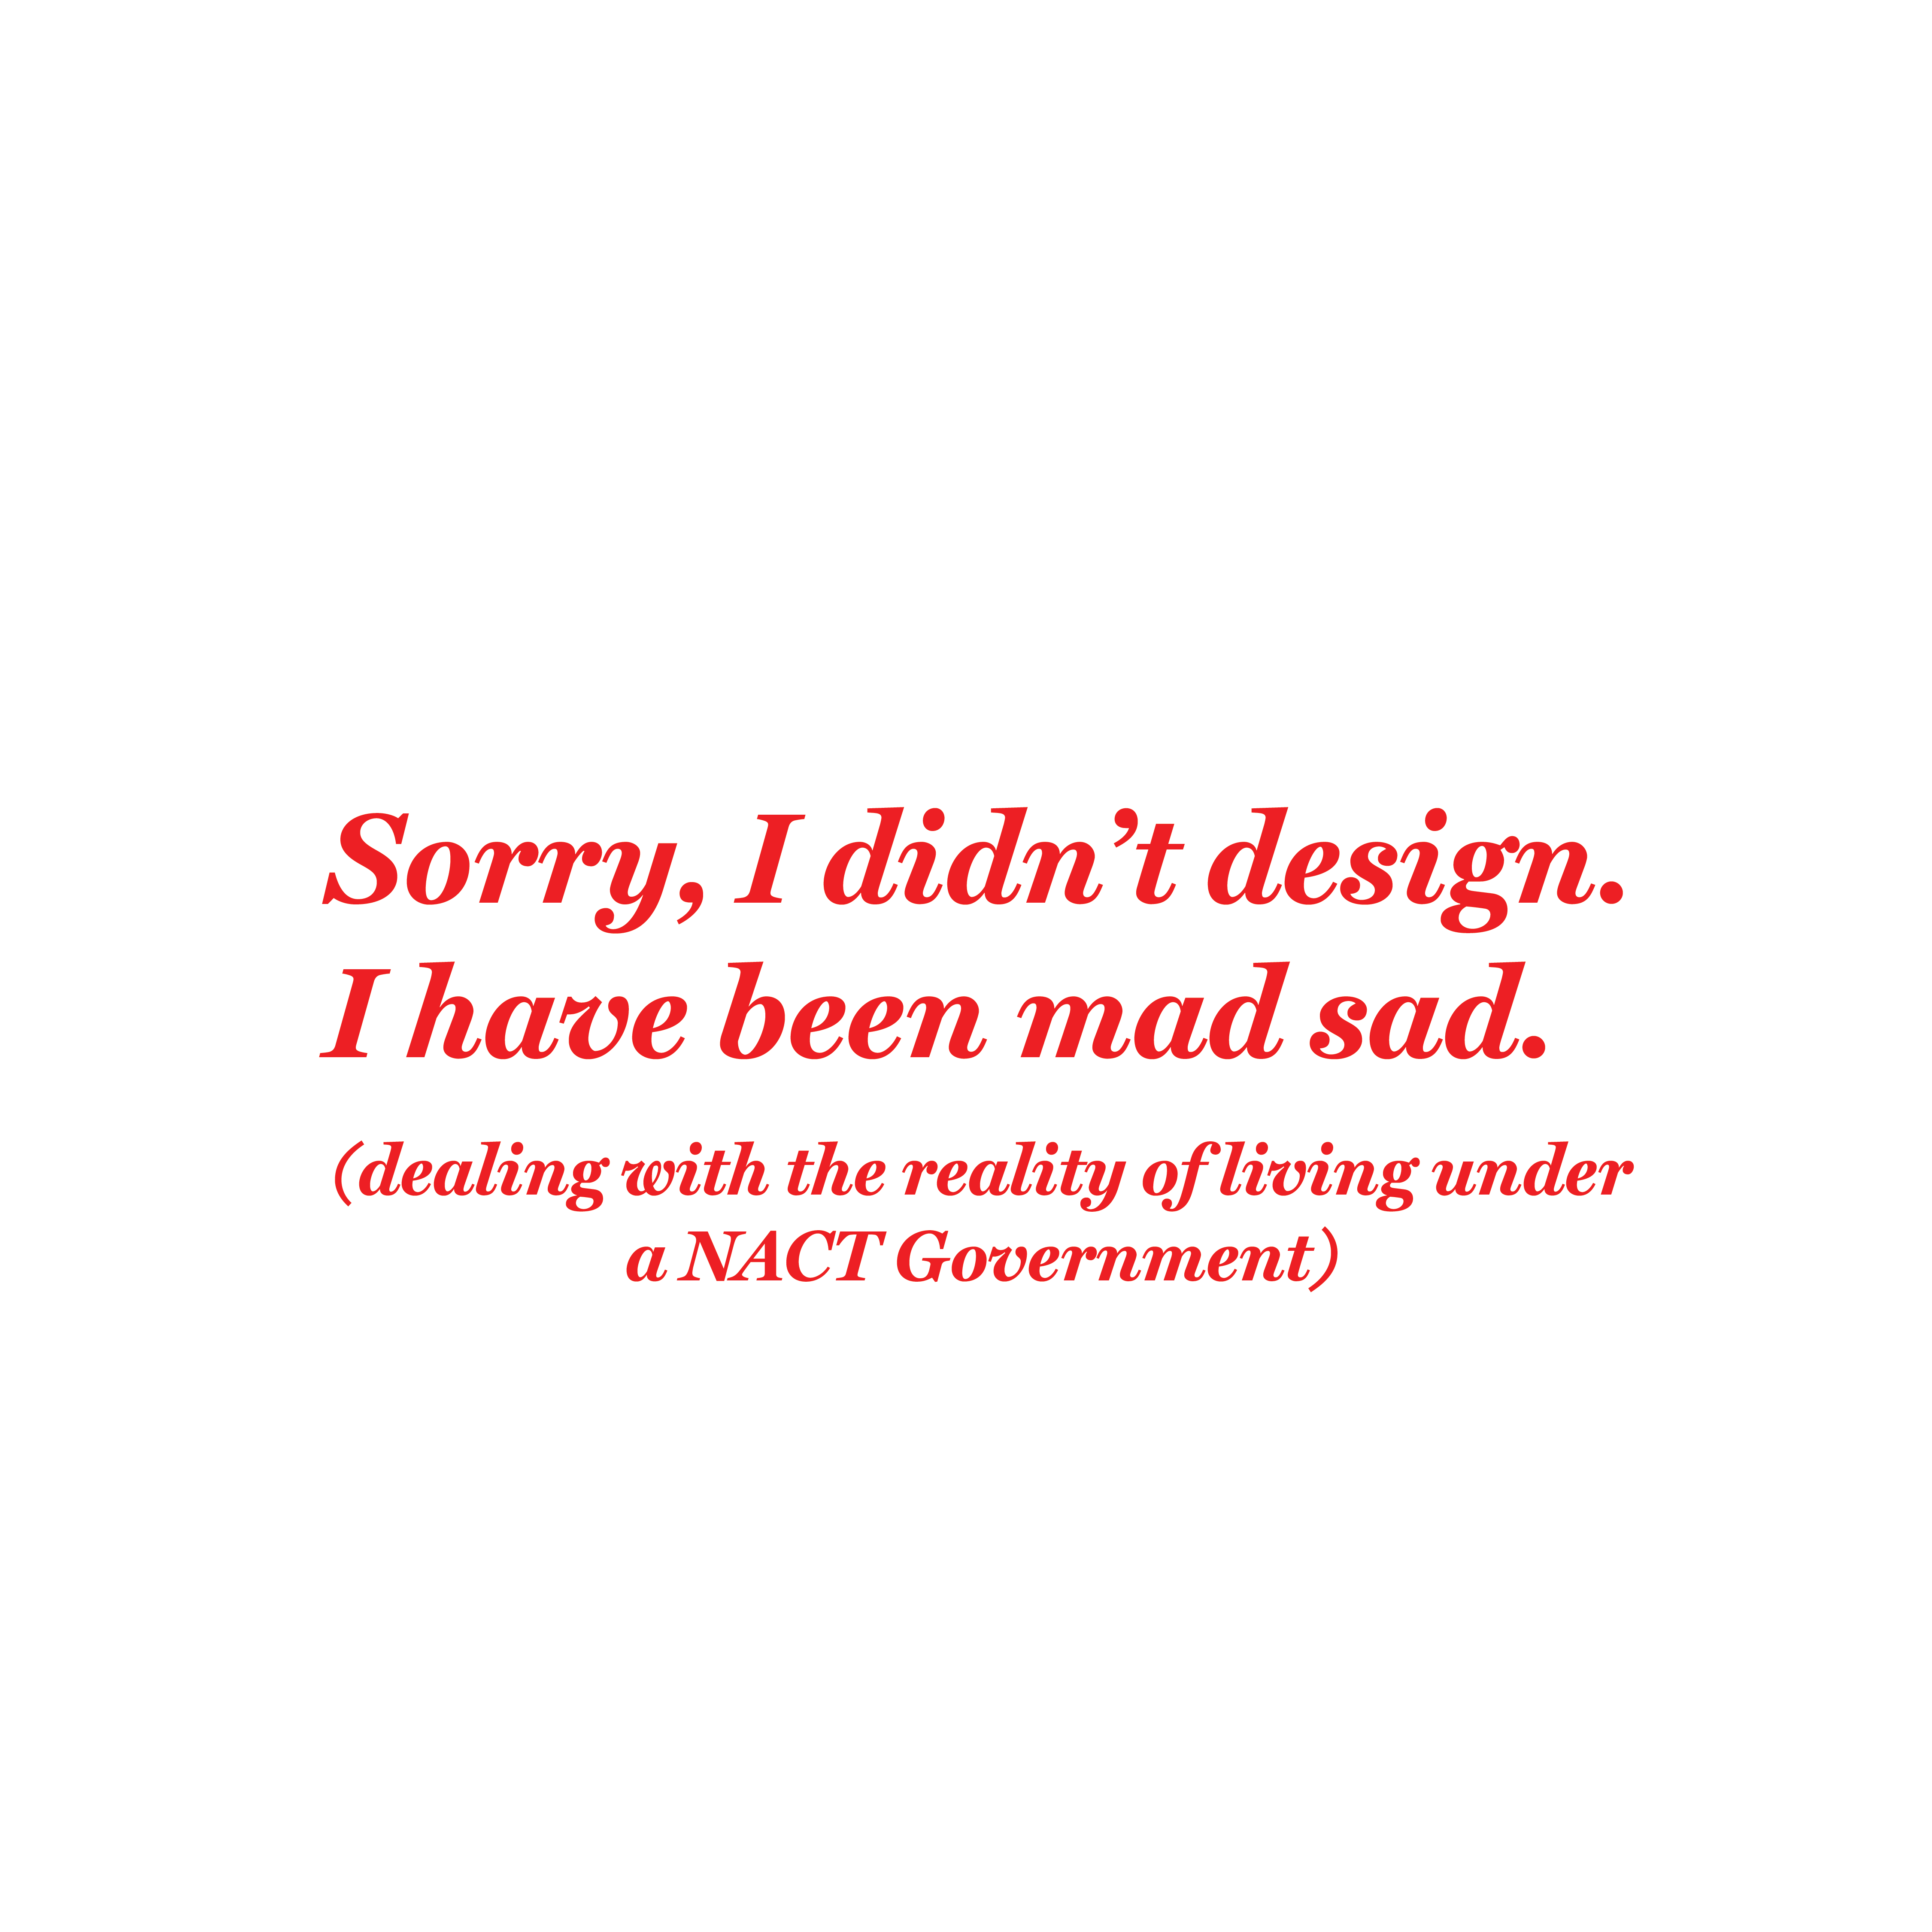 Sorry, I didn’t design.
I have been mad sad.
(dealing with the reality of living under
a NACT Government)